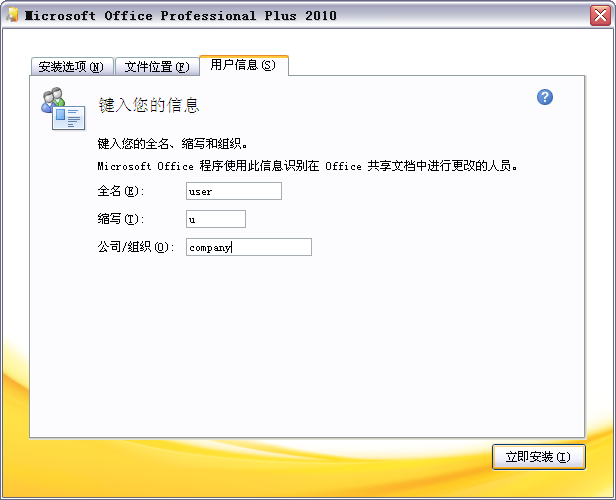 Microsoft Office Professional Plus 2010
安装选项(N) 文件位置(F) 用户信息(S)
键入您的信息
?
键入您的全名、缩写和组织。
Microsoft Office 程序使用此信息识别在 Office 共享文档中进行更改的人员。
全名(E): user
缩写(T): u
公司/组织(O): company
立即安装(I)